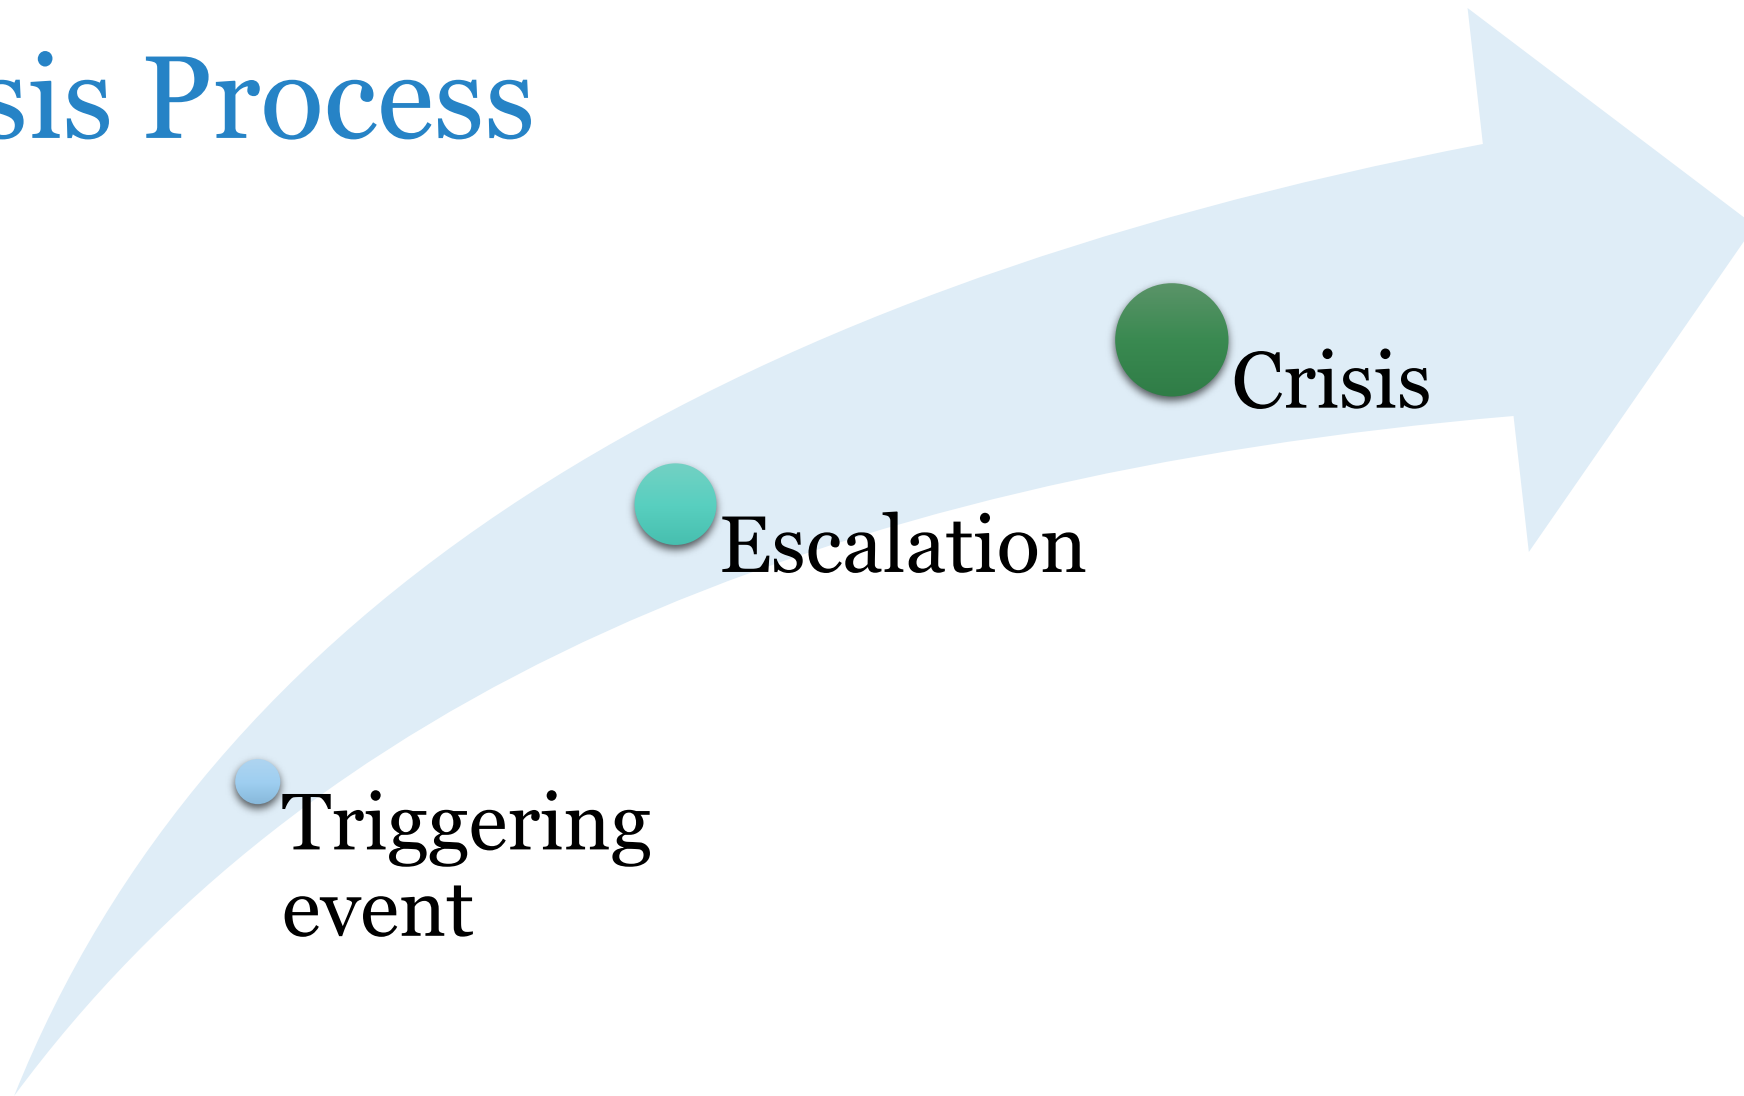 sis Process
Crisis
Escalation
Triggering
event